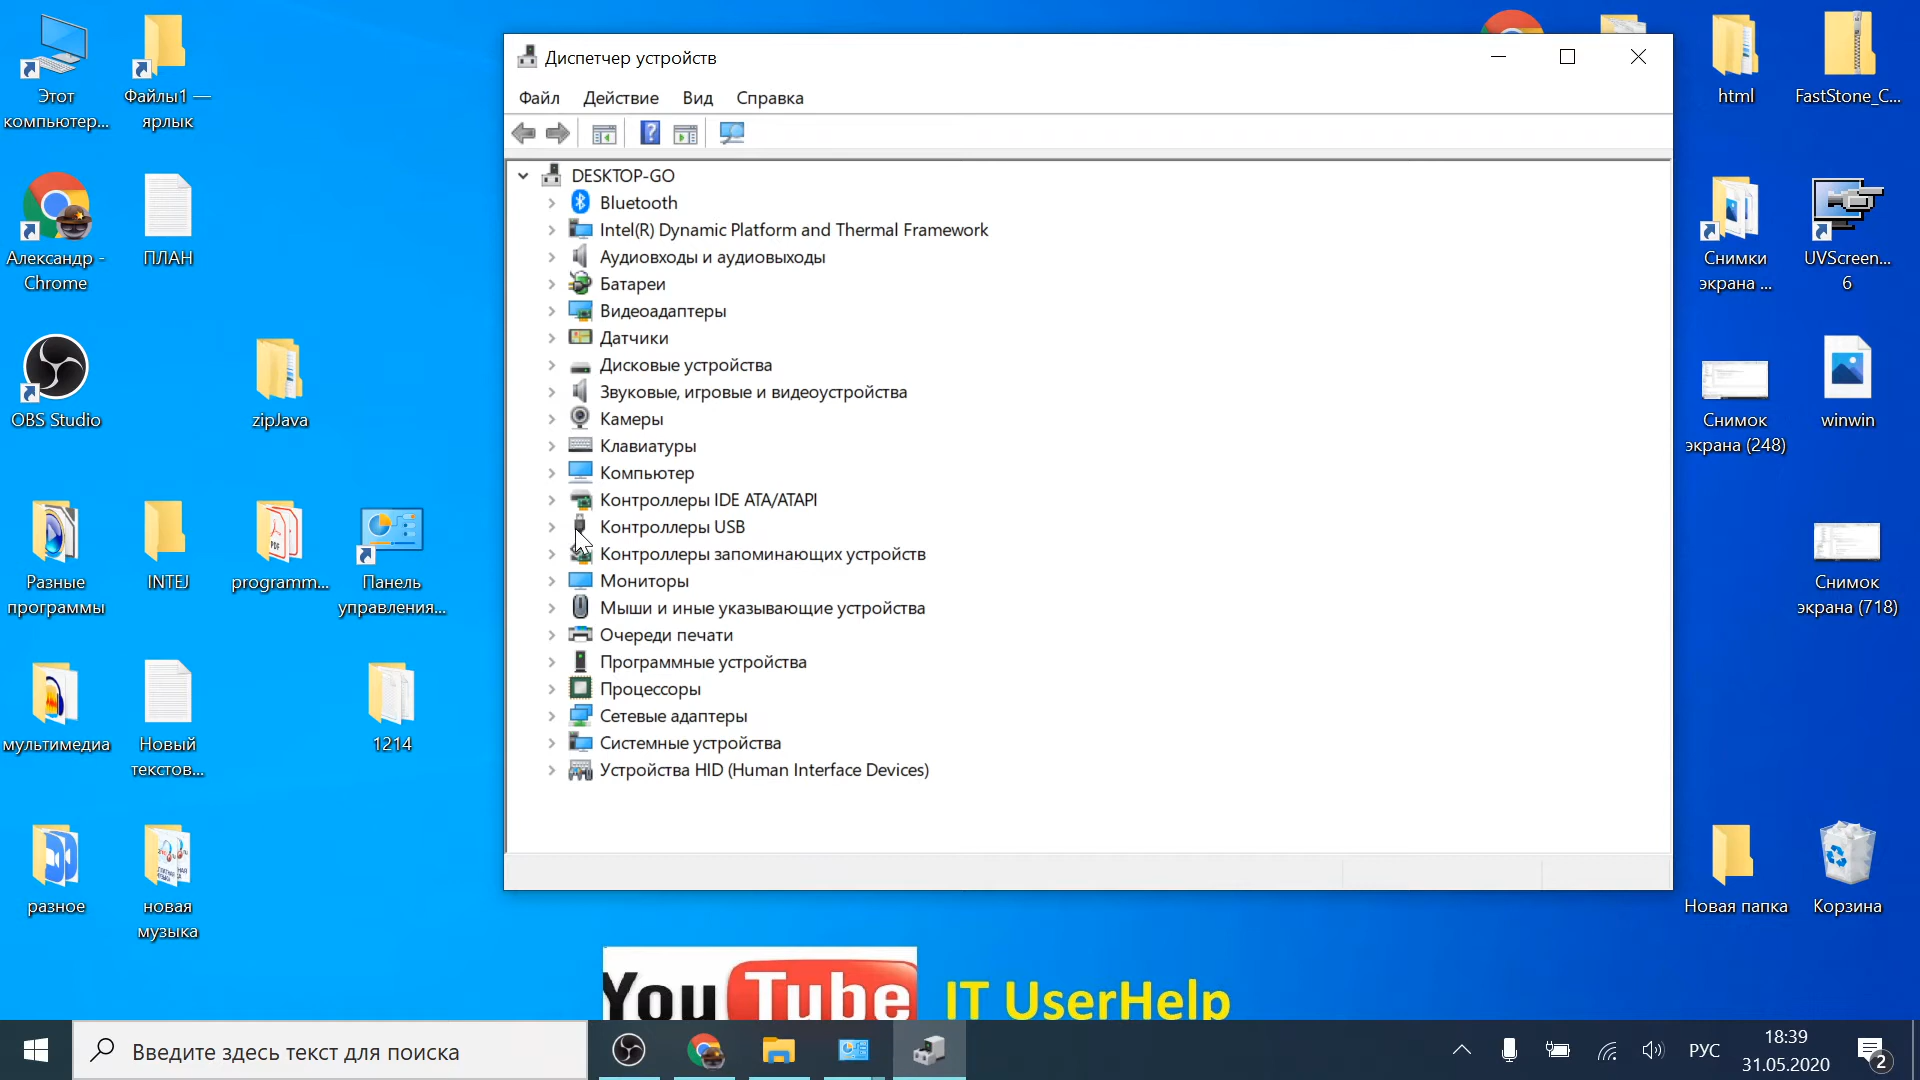 Этот
компьютер...
Файлы1 —
ярлык
Александр -
Chrome
ПЛАН
OBS Studio
zipJava
Разные
программы
INTEJ
programm...
Панель
управления...
мультимедиа
Новый
текстов...
1214
разное
новая
музыка
Диспетчер устройств
Файл Действие Вид Справка
DESKTOP-GO
Bluetooth
Intel(R) Dynamic Platform and Thermal Framework
Аудиовходы и аудиовыходы
Батареи
Видеоадаптеры
Датчики
Дисковые устройства
Звуковые, игровые и видеоустройства
Камеры
Клавиатуры
Компьютер
Контроллеры IDE ATA/ATAPI
Контроллеры USB
Контроллеры запоминающих устройств
Мониторы
Мыши и иные указывающие устройства
Очереди печати
Программные устройства
Процессоры
Сетевые адаптеры
Системные устройства
Устройства HID (Human Interface Devices)
html
FastStone_C...
Снимки
экрана ...
UVScreen...
6
Снимок
экрана (248)
winwin
Снимок
экрана (718)
Новая папка
Корзина
YouTube
IT UserHelp
Введите здесь текст для поиска
РУС
18:39
31.05.2020
2